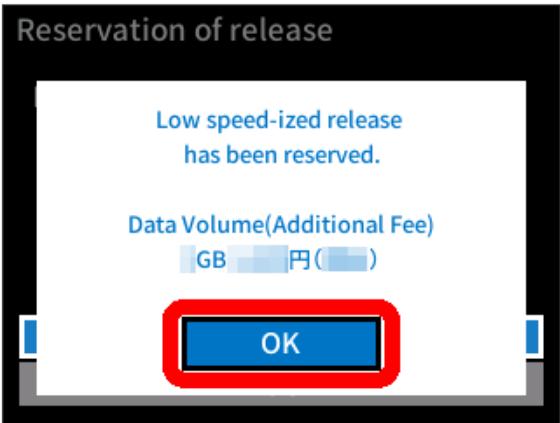 Reservation of release
Low speed-ized release
has been reserved.
Data Volume(Additional Fee)
GB 円( )
OK